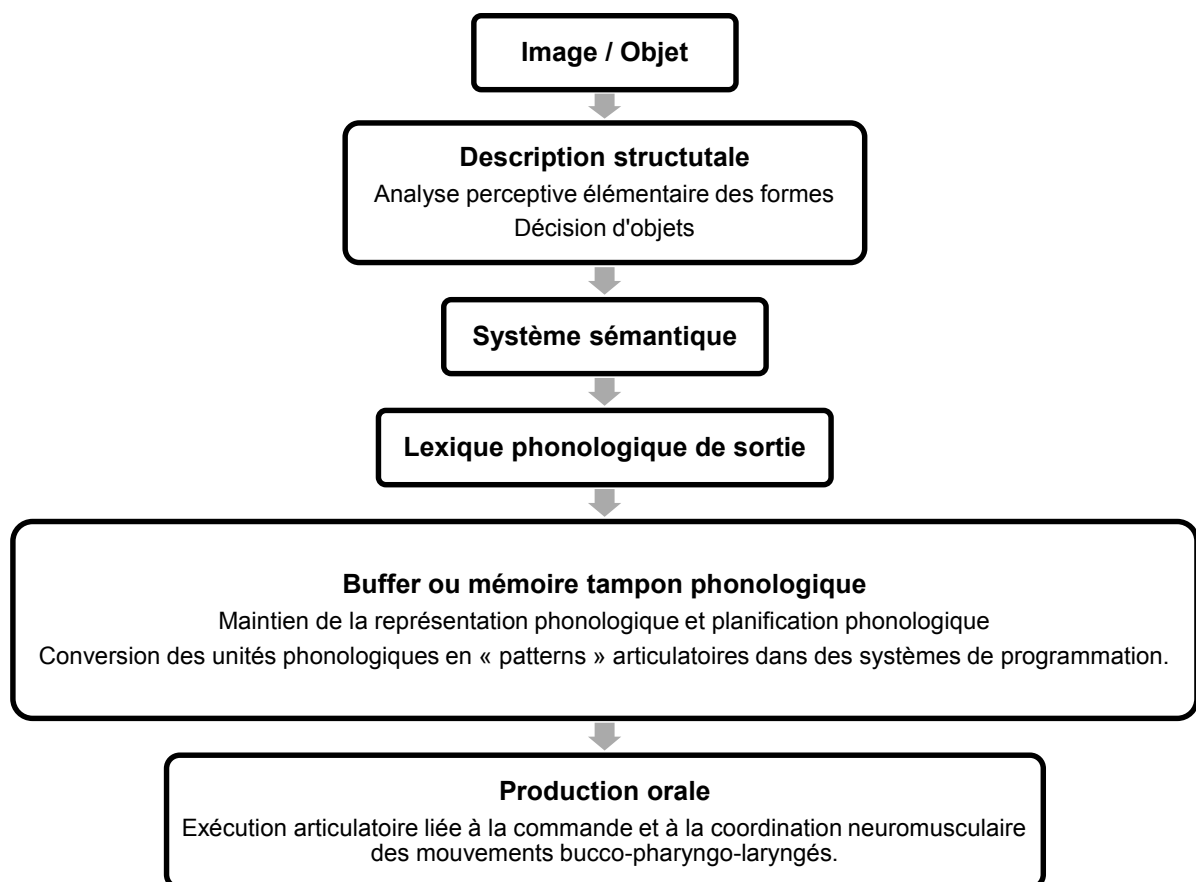 Image / Objet
Description structutale
Analyse perceptive élémentaire des formes
Décision d'objets
Système sémantique
Lexique phonologique de sortie
Buffer ou mémoire tampon phonologique
Maintien de la représentation phonologique et planification phonologique
Conversion des unités phonologiques en « patterns » articulatoires dans des systèmes de programmation.
Production orale
Exécution articulatoire liée à la commande et à la coordination neuromusculaire
des mouvements bucco-pharyngo-laryngés.